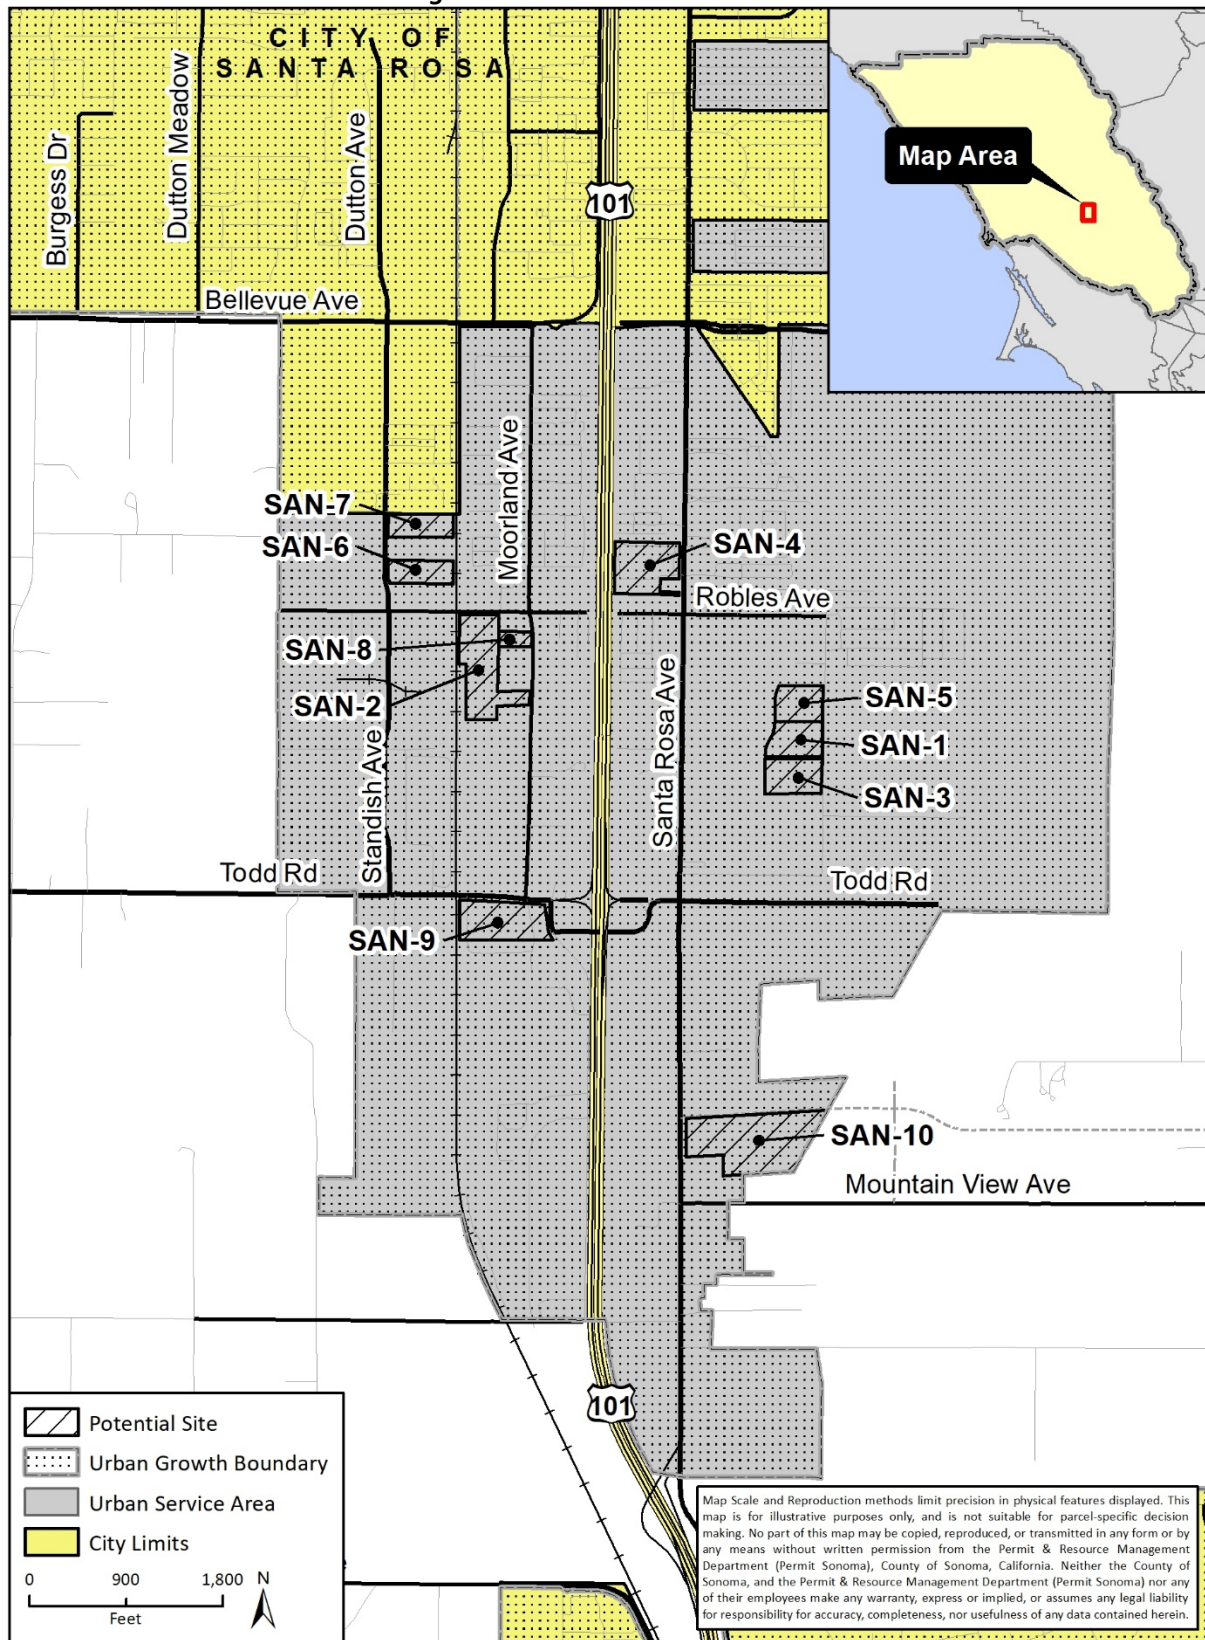 CITY OF
SANTA ROSA
Burgess Dr
Dutton Meadow
Dutton Ave
101
Map Area
Bellevue Ave
Moorland Ave
SAN-7
SAN-6
SAN-4
Robles Ave
SAN-8
SAN-2
SAN-5
SAN-1
SAN-3
Standish Ave
Santa Rosa Ave
Todd Rd
Todd Rd
SAN-9
SAN-10
Mountain View Ave
101
Potential Site
Urban Growth Boundary
Urban Service Area
City Limits
0 900 1,800
Feet
N
Map Scale and Reproduction methods limit precision in physical features displayed. This
map is for illustrative purposes only, and is not suitable for parcel-specific decision
making. No part of this map may be copied, reproduced, or transmitted in any form or by
any means without written permission from the Permit & Resource Management
Department (Permit Sonoma), County of Sonoma, California. Neither the County of
Sonoma, and the Permit & Resource Management Department (Permit Sonoma) nor any
of their employees make any warranty, express or implied, or assumes any legal liability
for responsibility for accuracy, completeness, nor usefulness of any data contained herein.